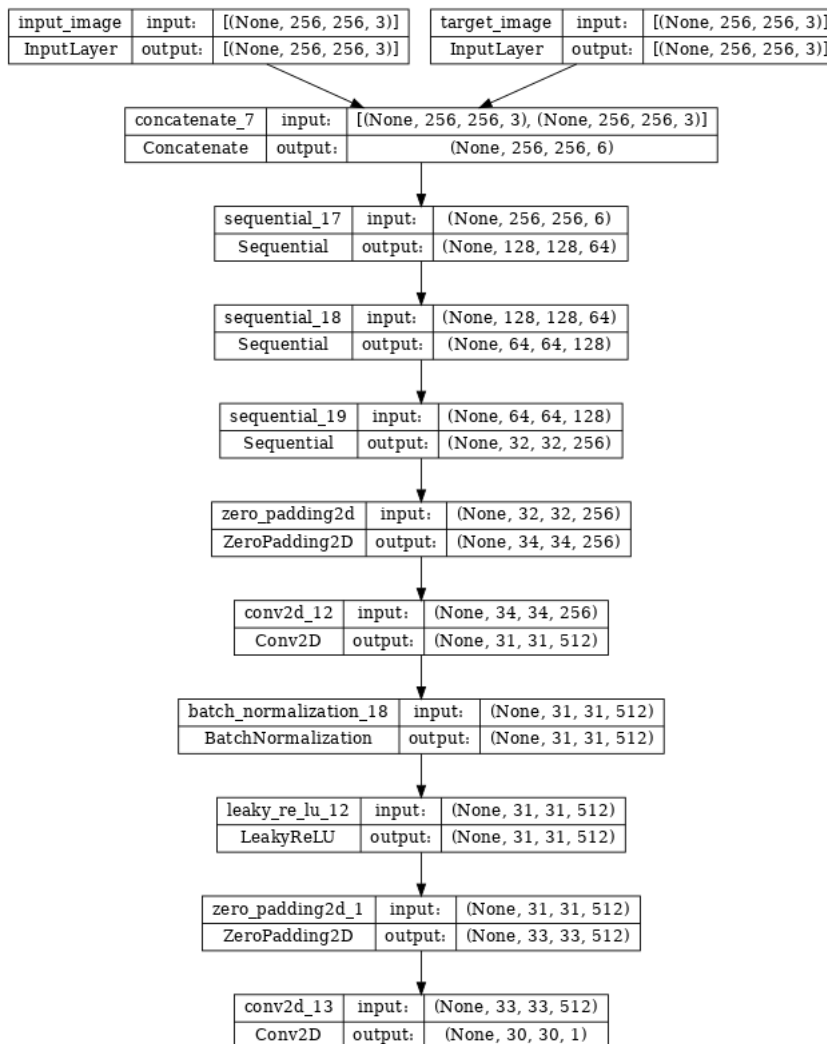 input_image input: [(None, 256, 256, 3)]
InputLayer output: [(None, 256, 256, 3)]
target_image input: [(None, 256, 256, 3)]
InputLayer output: [(None, 256, 256, 3)]
concatenate_7 input: [(None, 256, 256, 3), (None, 256, 256, 3)]
Concatenate output: (None, 256, 256, 6)
sequential_17 input: (None, 256, 256, 6)
Sequential output: (None, 128, 128, 64)
sequential_18 input: (None, 128, 128, 64)
Sequential output: (None, 64, 64, 128)
sequential_19 input: (None, 64, 64, 128)
Sequential output: (None, 32, 32, 256)
zero_padding2d input: (None, 32, 32, 256)
ZeroPadding2D output: (None, 34, 34, 256)
conv2d_12 input: (None, 34, 34, 256)
Conv2D output: (None, 31, 31, 512)
batch_normalization_18 input: (None, 31, 31, 512)
BatchNormalization output: (None, 31, 31, 512)
leaky_re_lu_12 input: (None, 31, 31, 512)
LeakyReLU output: (None, 31, 31, 512)
zero_padding2d_1 input: (None, 31, 31, 512)
ZeroPadding2D output: (None, 33, 33, 512)
conv2d_13 input: (None, 33, 33, 512)
Conv2D output: (None, 30, 30, 1)